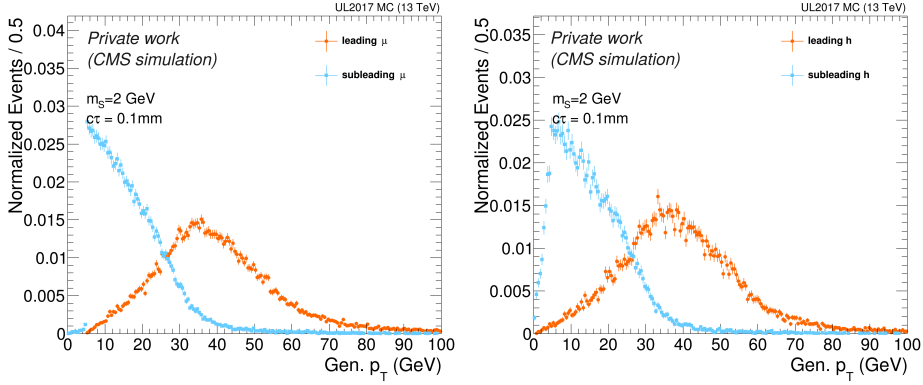 UL2017 MC (13 TeV)
Normalized Events / 0.5
0.04
0.035
0.03
0.025
0.02
0.015
0.01
0.005
0
Private work
(CMS simulation)
leading μ
subleading μ
m_S=2 GeV
cτ = 0.1mm
0 10 20 30 40 50 60 70 80 90 100
Gen. p_T (GeV)
UL2017 MC (13 TeV)
Normalized Events / 0.5
0.035
0.03
0.025
0.02
0.015
0.01
0.005
0
Private work
(CMS simulation)
leading h
subleading h
m_S=2 GeV
cτ = 0.1mm
0 10 20 30 40 50 60 70 80 90 100
Gen. p_T (GeV)